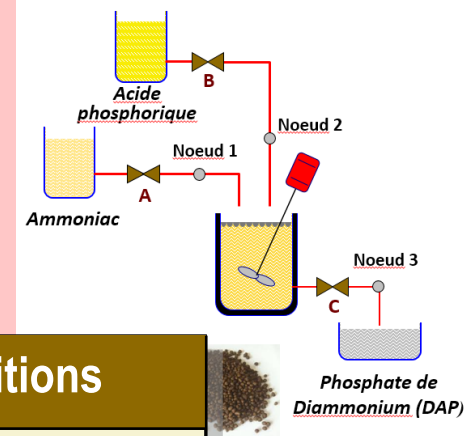 B
Acide
phosphorique
Noeud 2
Noeud 1
A
Ammoniac
Noeud 3
C
itions
Phosphate de
Diammonium (DAP)